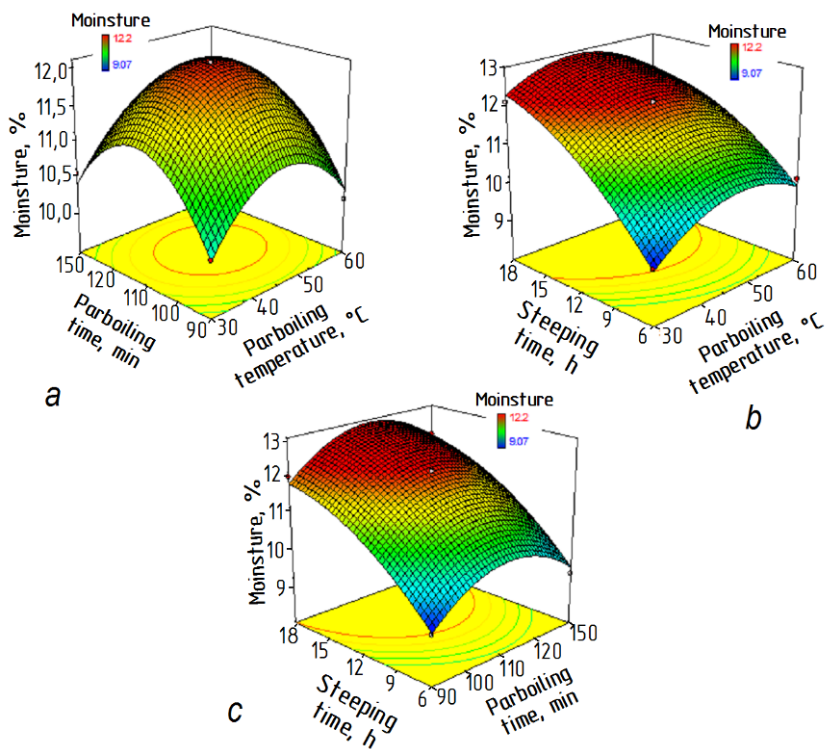 Moinsture
12.2
9.07
12,0
11,5
11,0
10,5
10,0
Moinsture, %
150
120
110
100
90
Parboiling
time, min
30
40
50
60
Parboiling
temperature, °C
a
Moinsture
12.2
9.07
13
12
11
10
9
Moinsture, %
18
15
12
9
6
Steeping
time, h
30
40
50
60
Parboiling
temperature, °C
b
Moinsture
12.2
9.07
13
12
11
10
9
Moinsture, %
18
15
12
9
6
Steeping
time, h
90
100
110
120
150
Parboiling
time, min
c